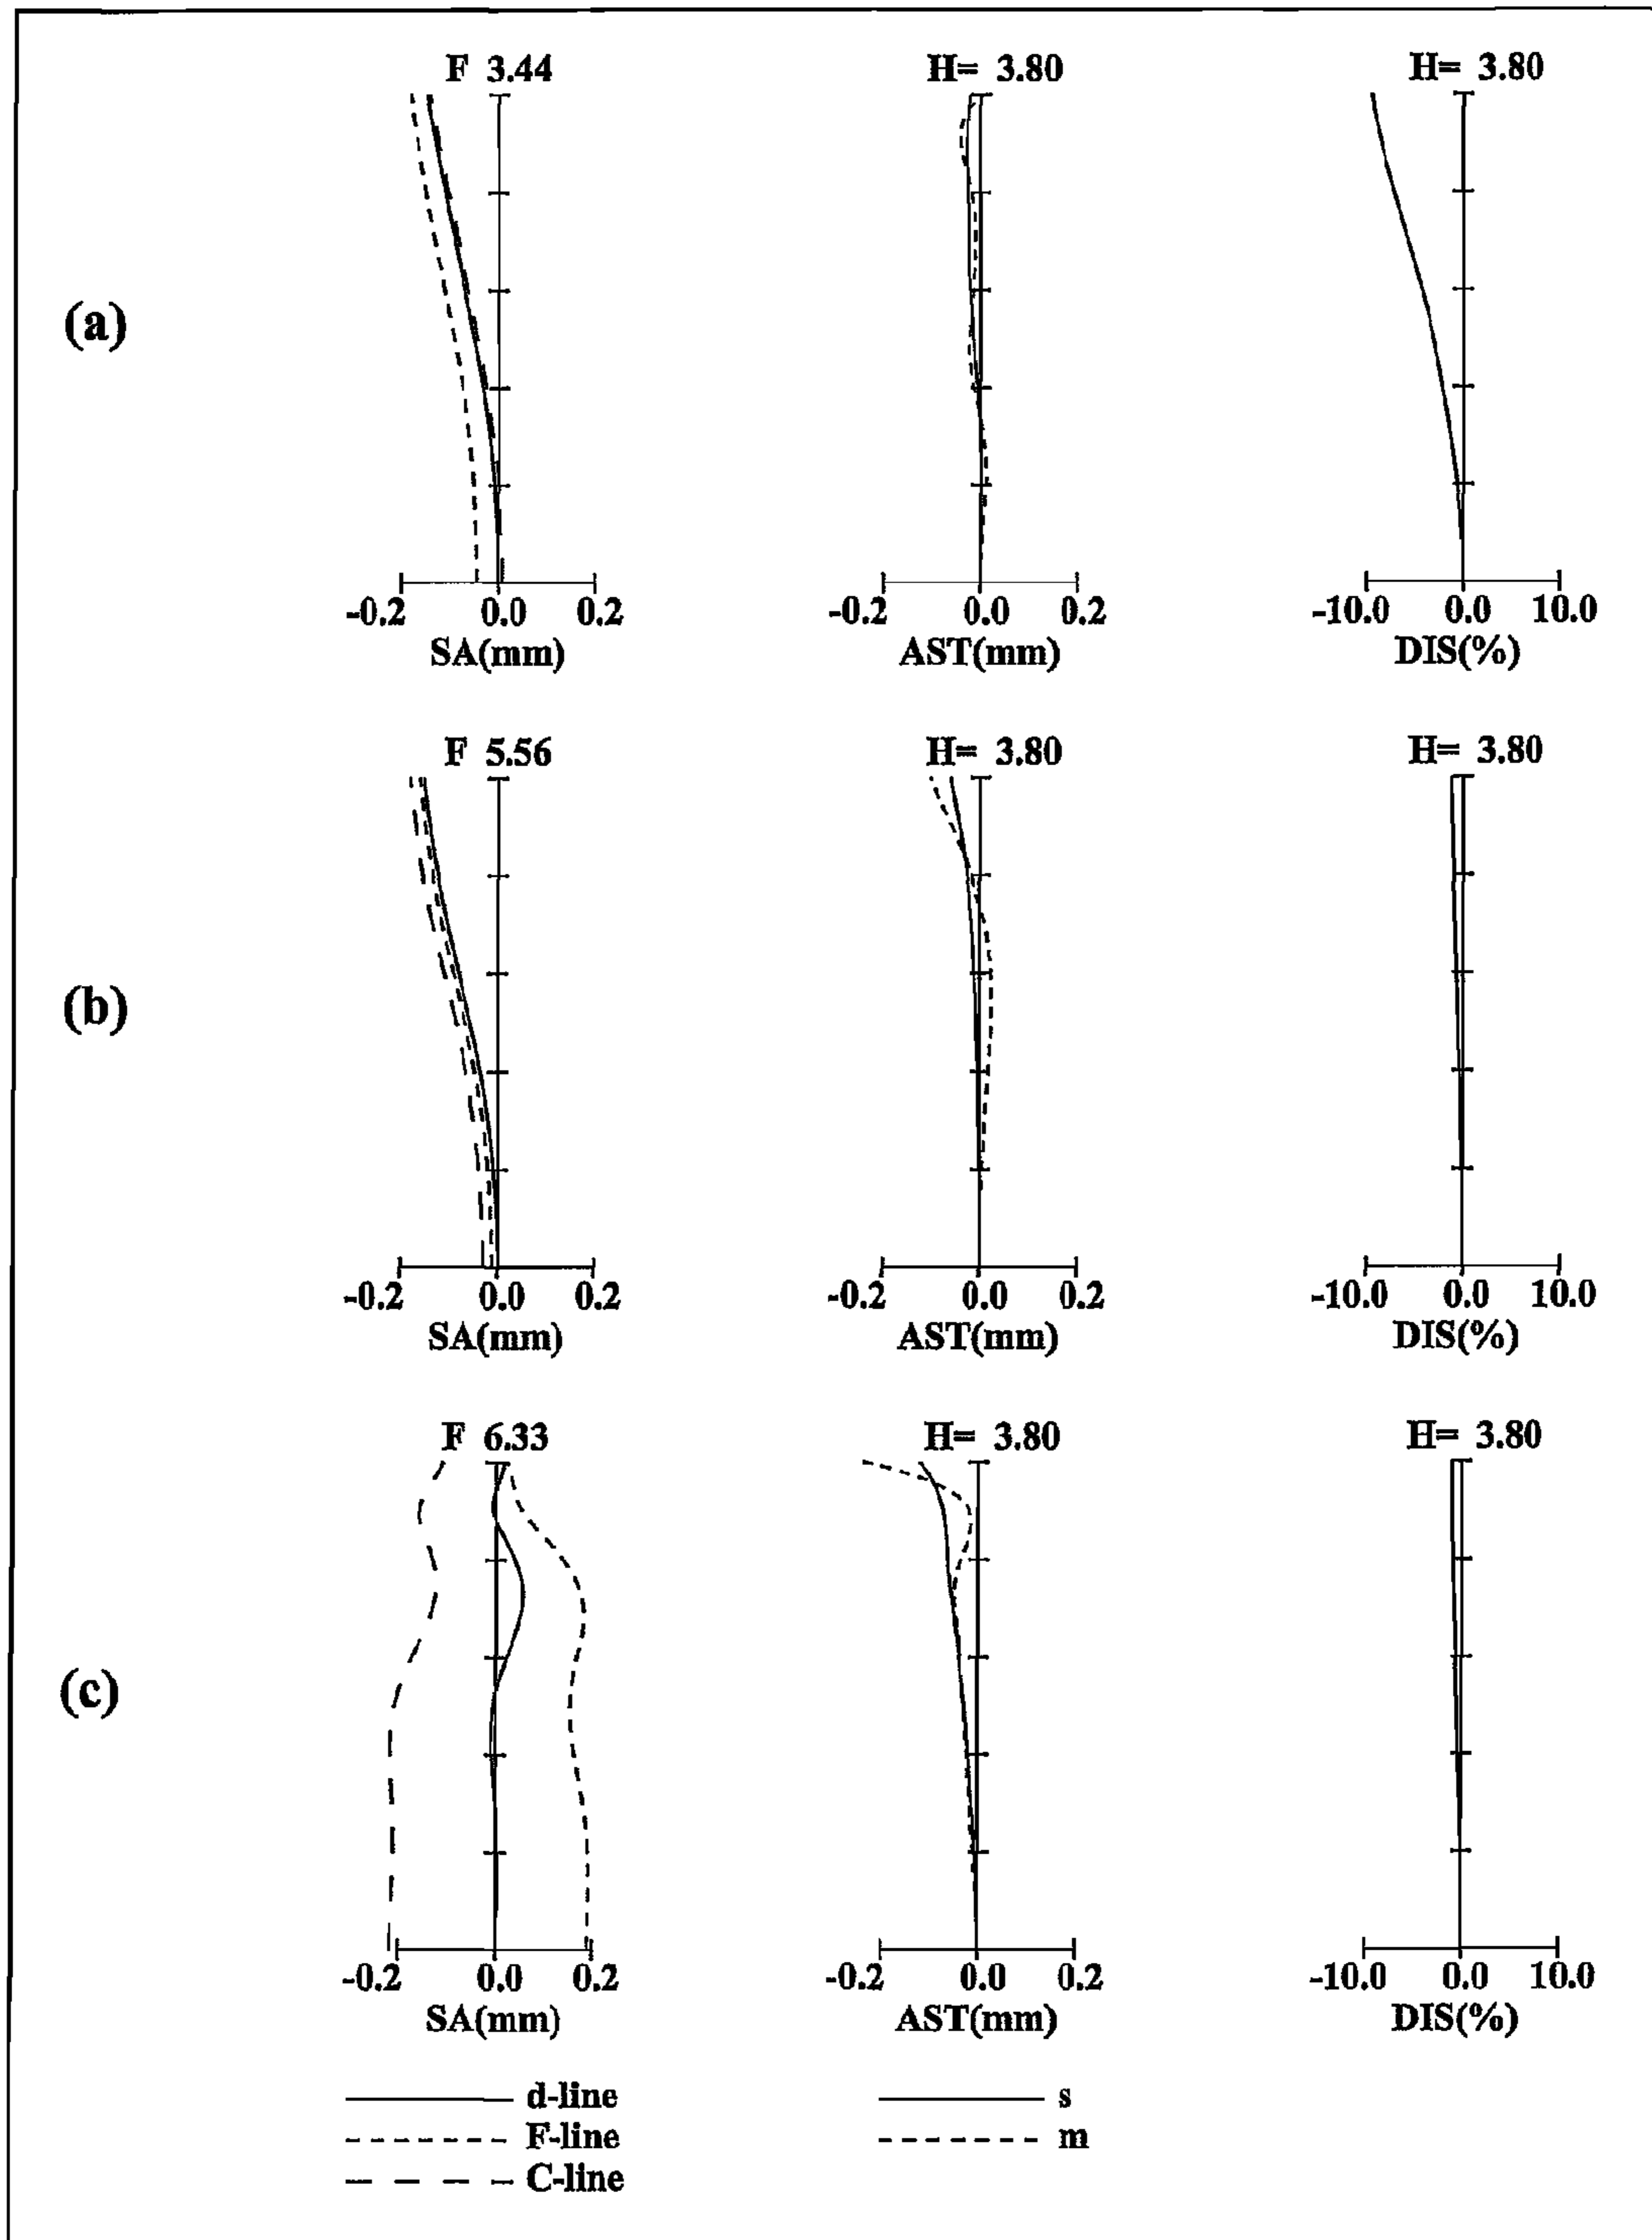 F 3.44
H= 3.80
H= 3.80
(a)
-0.2 0.0 0.2
SA(mm)
-0.2 0.0 0.2
AST(mm)
-10.0 0.0 10.0
DIS(%)
F 5.56
H= 3.80
H= 3.80
(b)
-0.2 0.0 0.2
SA(mm)
-0.2 0.0 0.2
AST(mm)
-10.0 0.0 10.0
DIS(%)
F 6.33
H= 3.80
H= 3.80
(c)
-0.2 0.0 0.2
SA(mm)
-0.2 0.0 0.2
AST(mm)
-10.0 0.0 10.0
DIS(%)
d-line
F-line
C-line
s
m